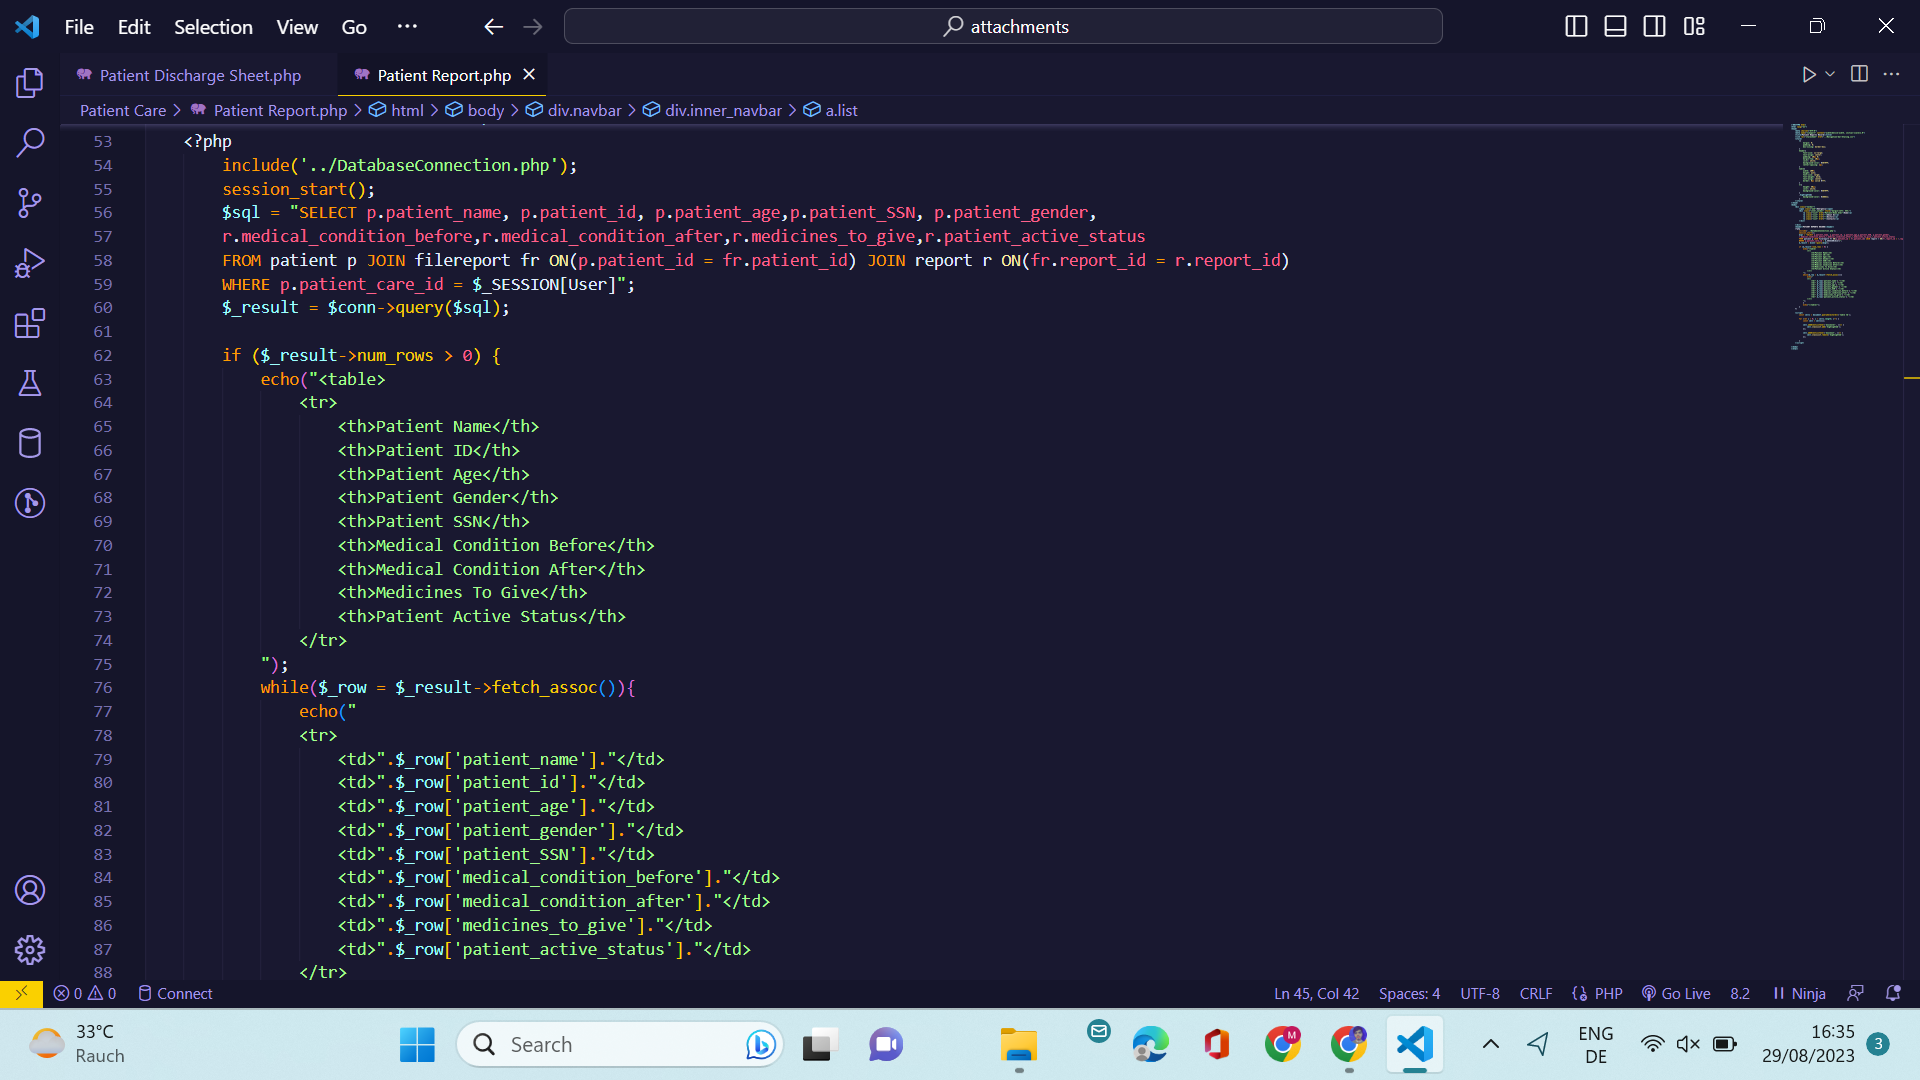 File Edit Selection View Go ··· attachments
Patient Discharge Sheet.php Patient Report.php
Patient Care > Patient Report.php > html > body > div.navbar > div.inner_navbar > a.list
53 <?php
54 include('../DatabaseConnection.php');
55 session_start();
56 $sql = "SELECT p.patient_name, p.patient_id, p.patient_age,p.patient_SSN, p.patient_gender,
57 r.medical_condition_before,r.medical_condition_after,r.medicines_to_give,r.patient_active_status
58 FROM patient p JOIN filereport fr ON(p.patient_id = fr.patient_id) JOIN report r ON(fr.report_id = r.report_id)
59 WHERE p.patient_care_id = $_SESSION[User]";
60 $_result = $conn->query($sql);
61
62 if ($_result->num_rows > 0) {
63 echo("<table>
64 <tr>
65 <th>Patient Name</th>
66 <th>Patient ID</th>
67 <th>Patient Age</th>
68 <th>Patient Gender</th>
69 <th>Patient SSN</th>
70 <th>Medical Condition Before</th>
71 <th>Medical Condition After</th>
72 <th>Medicines To Give</th>
73 <th>Patient Active Status</th>
74 </tr>
75 ");
76 while($_row = $_result->fetch_assoc()){
77 echo("
78 <tr>
79 <td>".$_row['patient_name']."</td>
80 <td>".$_row['patient_id']."</td>
81 <td>".$_row['patient_age']."</td>
82 <td>".$_row['patient_gender']."</td>
83 <td>".$_row['patient_SSN']."</td>
84 <td>".$_row['medical_condition_before']."</td>
85 <td>".$_row['medical_condition_after']."</td>
86 <td>".$_row['medicines_to_give']."</td>
87 <td>".$_row['patient_active_status']."</td>
88 </tr>
0 0 Connect Ln 45, Col 42 Spaces: 4 UTF-8 CRLF PHP Go Live 8.2 Ninja
33°C
Rauch
Search
M
ENG
DE
16:35
29/08/2023
3